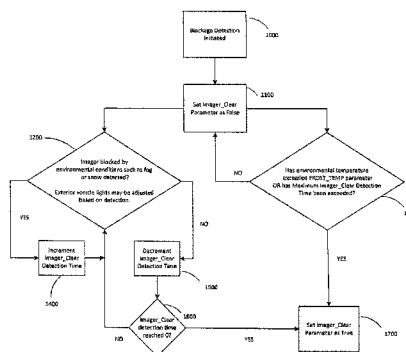 Blockage Detection
Initiated
1000
Set Imager_Clear
Parameter as False
1100
1200
Imager blocked by
environmental conditions such to fog
or snow detected?
Exterior vehicle lights may be adjusted
based on detection.
Has environmental temperature
exceeded FROST_TEMP parameter
OR has Maximum Imager_Clear Detection
Time been exceeded?
NO
YES
NO
YES
Increment
Imager_Clear
Detection Time
1400
Decrement
Imager_Clear
Detection Time
1500
Imager_Clear
detection time
reached 0?
1600
NO
YES
Set Imager_Clear
Parameter as True
1700